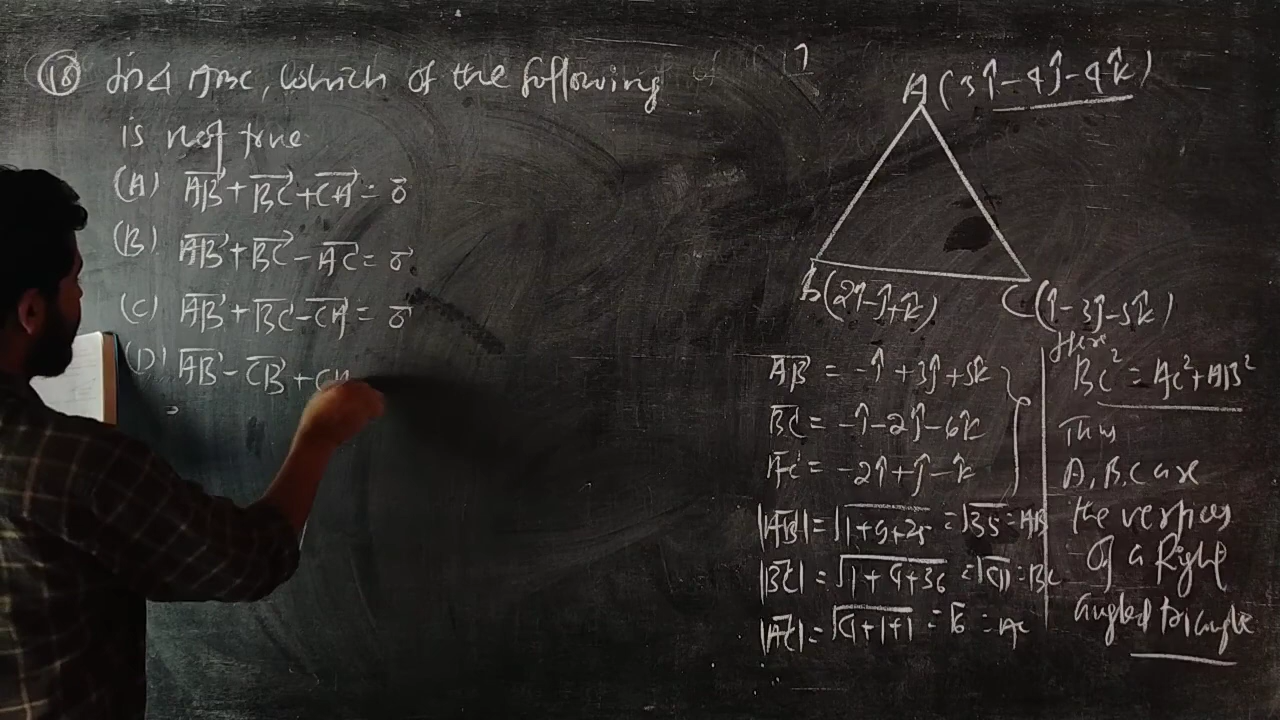 (18) In Δ ABC, which of the following
is not true
(A) AB⃗ + BC⃗ + CA⃗ = 0⃗
(B) AB⃗ + BC⃗ - AC⃗ = 0⃗
(C) AB⃗ + BC⃗ - CA⃗ = 0⃗
(D) AB⃗ - CB⃗ + CA
=
A(3î-4ĵ-4k̂)
B(2î-ĵ+k̂) C(î-3ĵ-5k̂)
AB⃗ = -î+3ĵ+5k̂
BC⃗ = -î-2ĵ-6k̂
AC⃗ = -2î+ĵ-k̂
|AB⃗| = √1+9+25 = √35 = AB
|BC⃗| = √1+4+36 = √41 = BC
|AC⃗| = √4+1+1 = √6 = AC
Here
BC² = AC²+AB²
Thus
A, B, C are
the vertices
of a Right
angled triangle